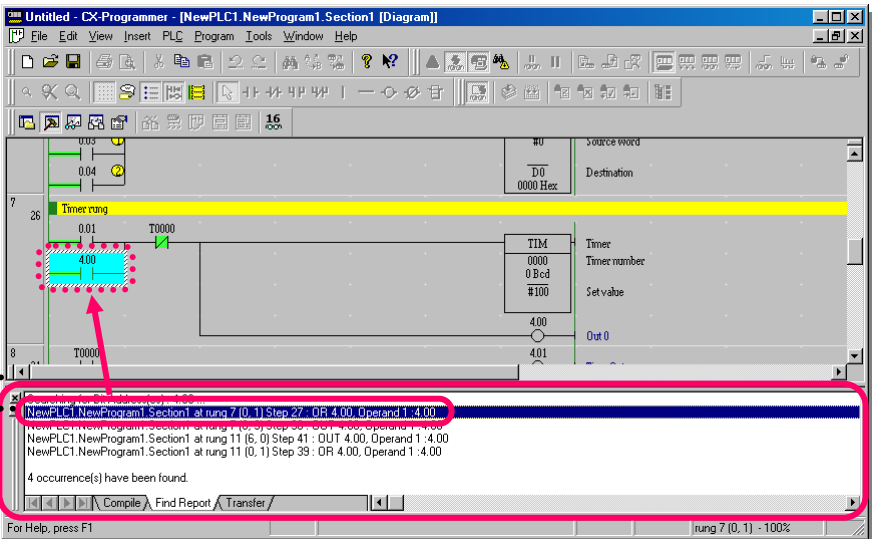 Untitled - CX-Programmer - [NewPLC1.NewProgram1.Section1 [Diagram]]
File Edit View Insert PLC Program Tools Window Help
16
0.03 1
#0 Source word
0.04 2
D0 Destination
0000 Hex
7
26
Timer rung
0.01 T0000
TIM Timer
4.00
0000 Timer number
0 Bcd
#100 Set value
4.00
Out 0
8 T0000 4.01
NewPLC1.NewProgram1.Section1 at rung 7 (0, 1) Step 27 : OR 4.00, Operand 1 :4.00
NewPLC1.NewProgram1.Section1 at rung 11 (6, 0) Step 41 : OUT 4.00, Operand 1 :4.00
NewPLC1.NewProgram1.Section1 at rung 11 (0, 1) Step 39 : OR 4.00, Operand 1 :4.00
4 occurrence(s) have been found.
Compile Find Report Transfer
For Help, press F1
rung 7 (0, 1) - 100%